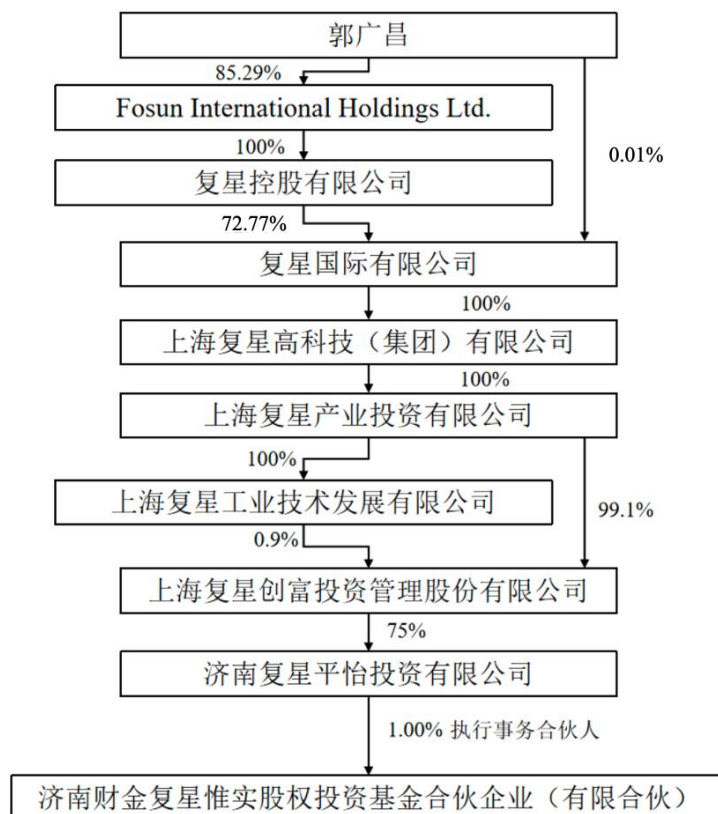 郭广昌
85.29%
Fosun International Holdings Ltd.
100%
0.01%
复星控股有限公司
72.77%
复星国际有限公司
100%
上海复星高科技（集团）有限公司
100%
上海复星产业投资有限公司
100%
上海复星工业技术发展有限公司
99.1%
0.9%
上海复星创富投资管理股份有限公司
75%
济南复星平怡投资有限公司
1.00% 执行事务合伙人
济南财金复星惟实股权投资基金合伙企业（有限合伙）